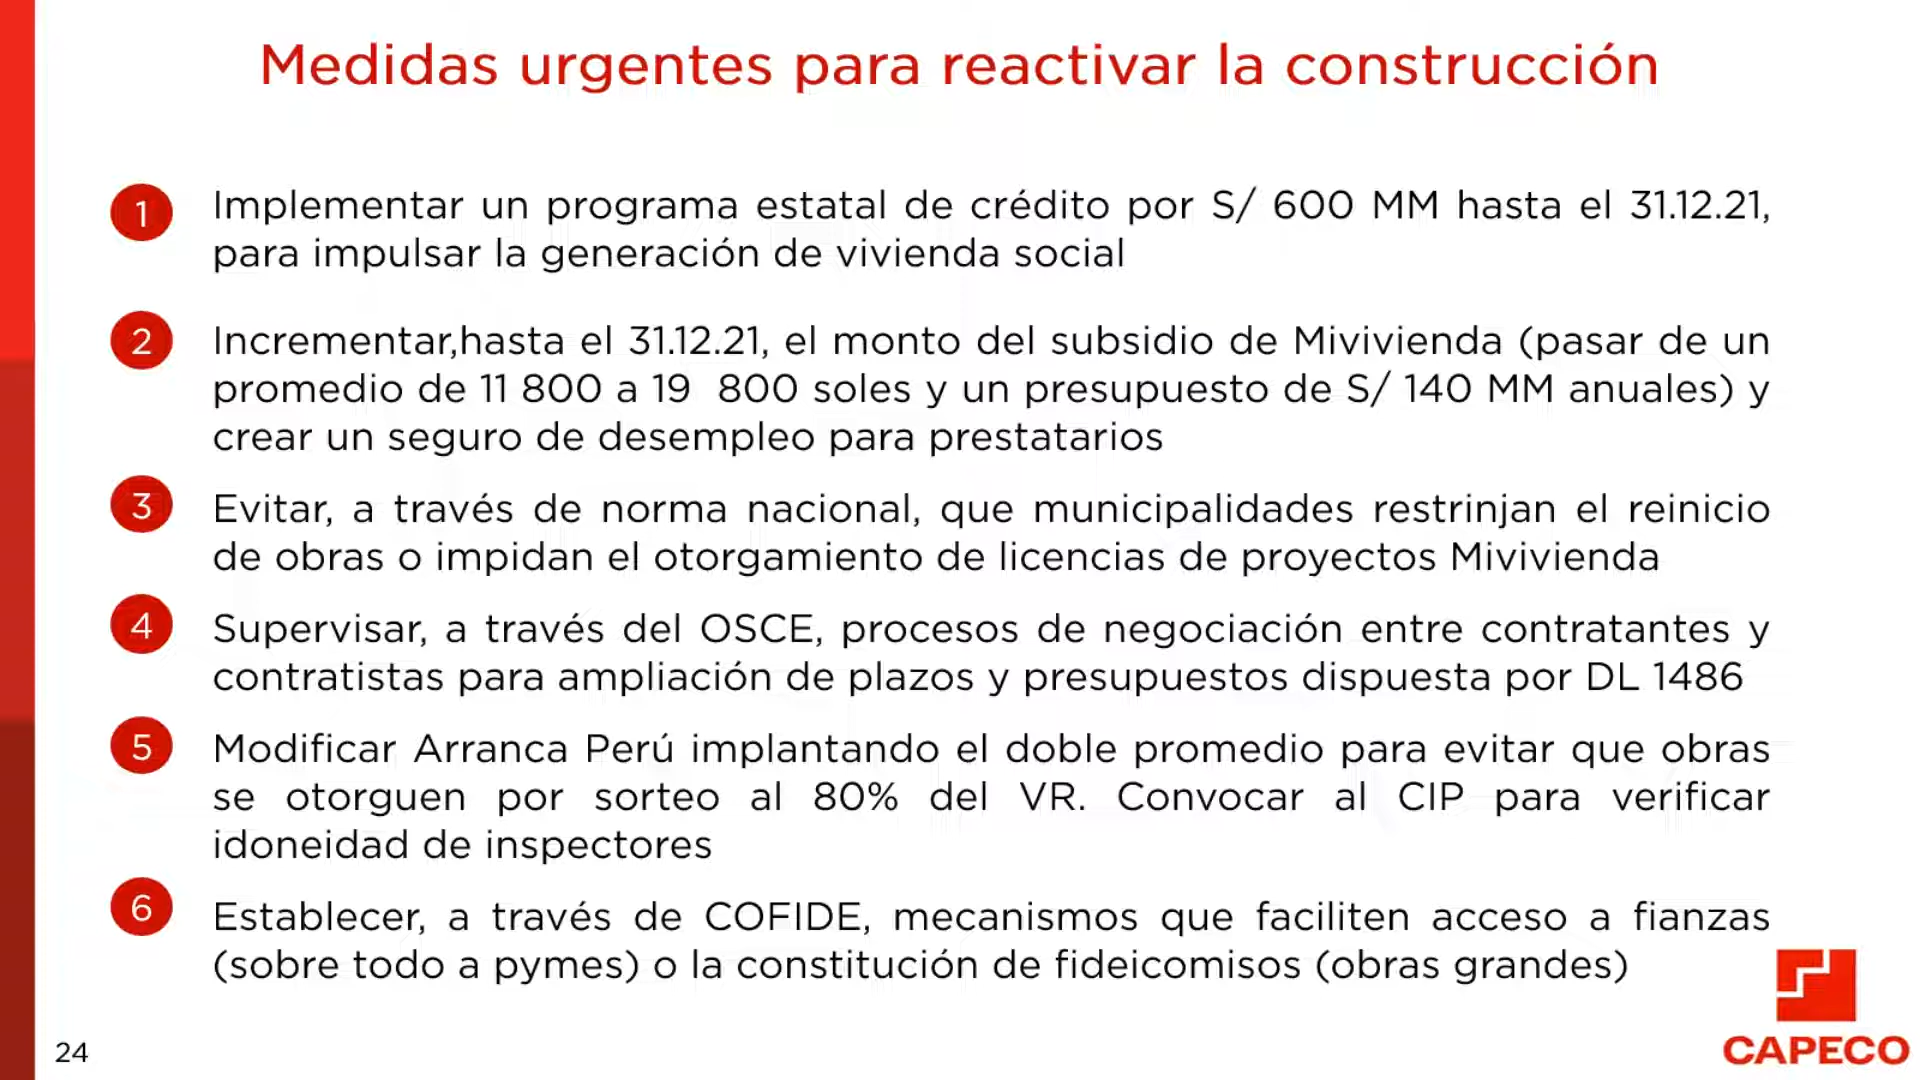 Medidas urgentes para reactivar la construcción
1 Implementar un programa estatal de crédito por S/ 600 MM hasta el 31.12.21,
para impulsar la generación de vivienda social
2 Incrementar,hasta el 31.12.21, el monto del subsidio de Mivivienda (pasar de un
promedio de 11 800 a 19 800 soles y un presupuesto de S/ 140 MM anuales) y
crear un seguro de desempleo para prestatarios
3 Evitar, a través de norma nacional, que municipalidades restrinjan el reinicio
de obras o impidan el otorgamiento de licencias de proyectos Mivivienda
4 Supervisar, a través del OSCE, procesos de negociación entre contratantes y
contratistas para ampliación de plazos y presupuestos dispuesta por DL 1486
5 Modificar Arranca Perú implantando el doble promedio para evitar que obras
se otorguen por sorteo al 80% del VR. Convocar al CIP para verificar
idoneidad de inspectores
6 Establecer, a través de COFIDE, mecanismos que faciliten acceso a fianzas
(sobre todo a pymes) o la constitución de fideicomisos (obras grandes)
24
CAPECO